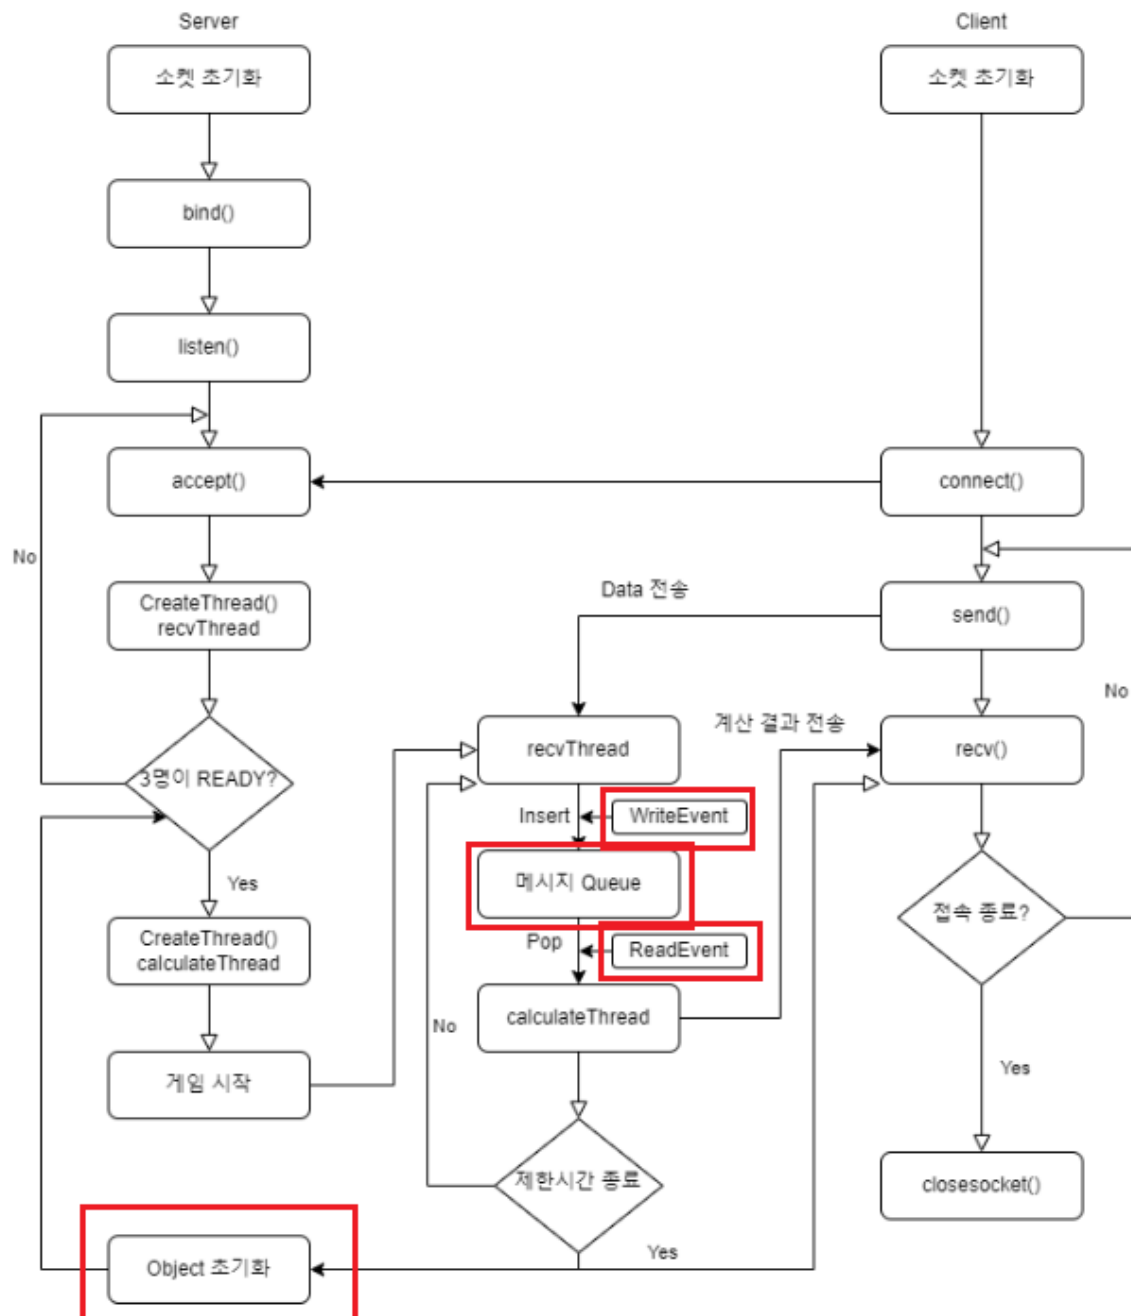 Server
Client
소켓 초기화
소켓 초기화
bind()
listen()
accept()
connect()
No
CreateThread()
recvThread
Data 전송
send()
No
3명이 READY?
recvThread
계산 결과 전송
recv()
Insert
WriteEvent
메시지 Queue
Yes
접속 종료?
CreateThread()
calculateThread
Pop
ReadEvent
calculateThread
No
게임 시작
Yes
제한시간 종료
closesocket()
Object 초기화
Yes